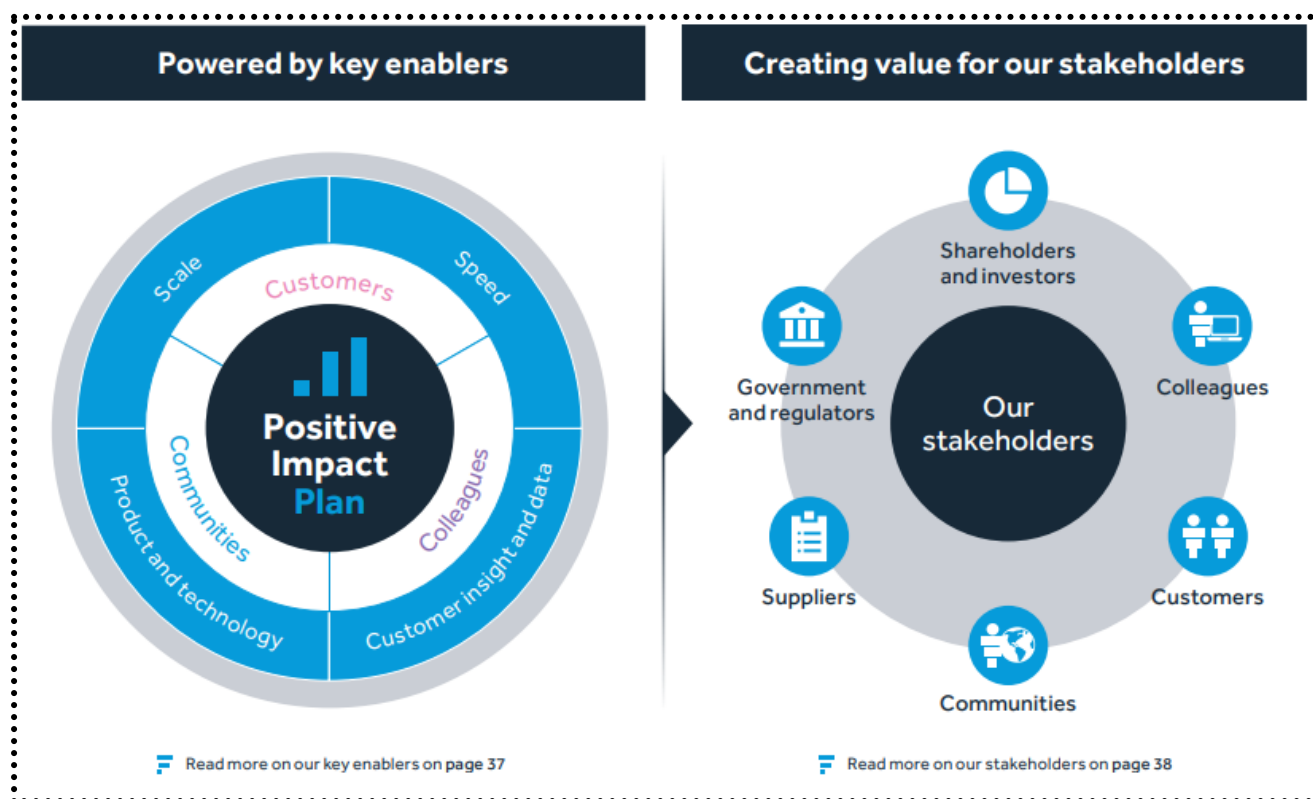 Powered by key enablers
Scale
Speed
Customers
Communities
Colleagues
Product and technology
Customer insight and data
Positive
Impact
Plan
Read more on our key enablers on page 37
Creating value for our stakeholders
Shareholders
and investors
Government
and regulators
Colleagues
Our
stakeholders
Suppliers
Customers
Communities
Read more on our stakeholders on page 38